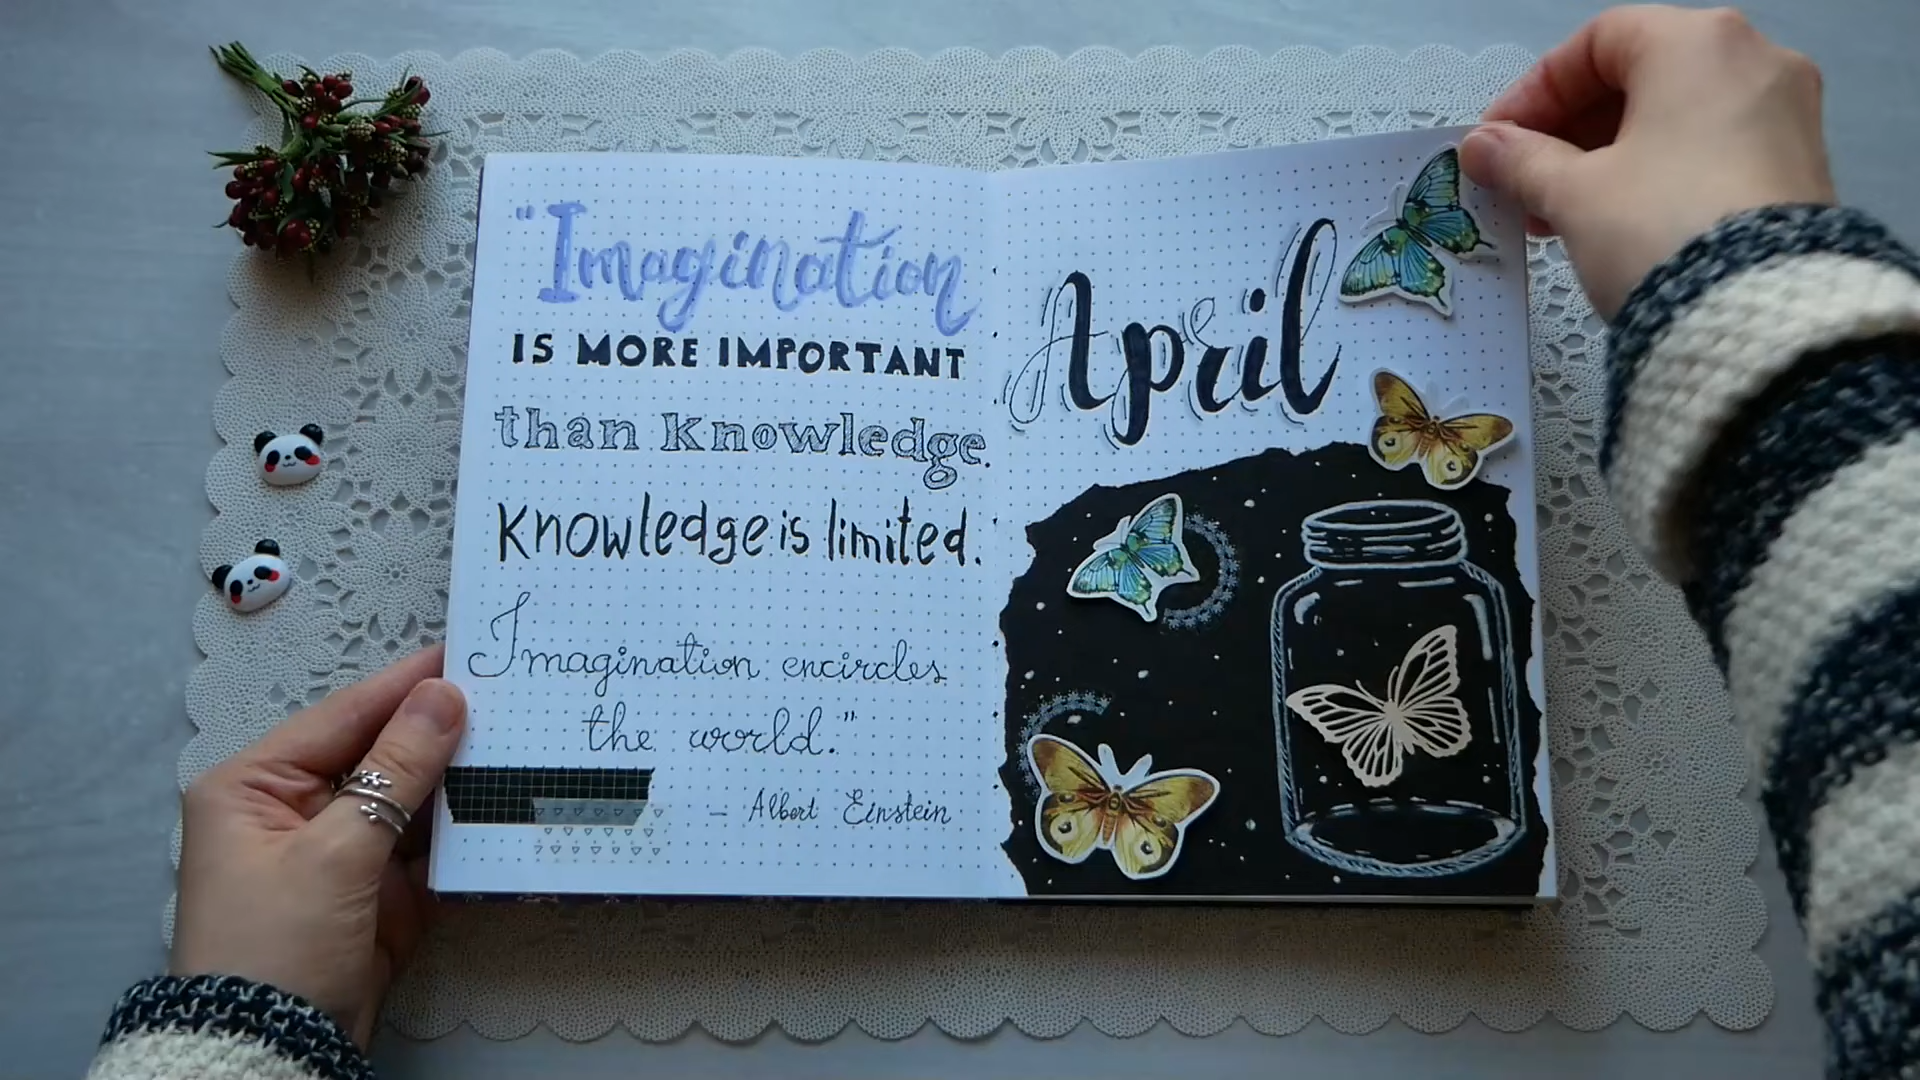 "Imagination
IS MORE IMPORTANT
than Knowledge.
Knowledge is limited.
Imagination encircles
the world."
- Albert Einstein
April